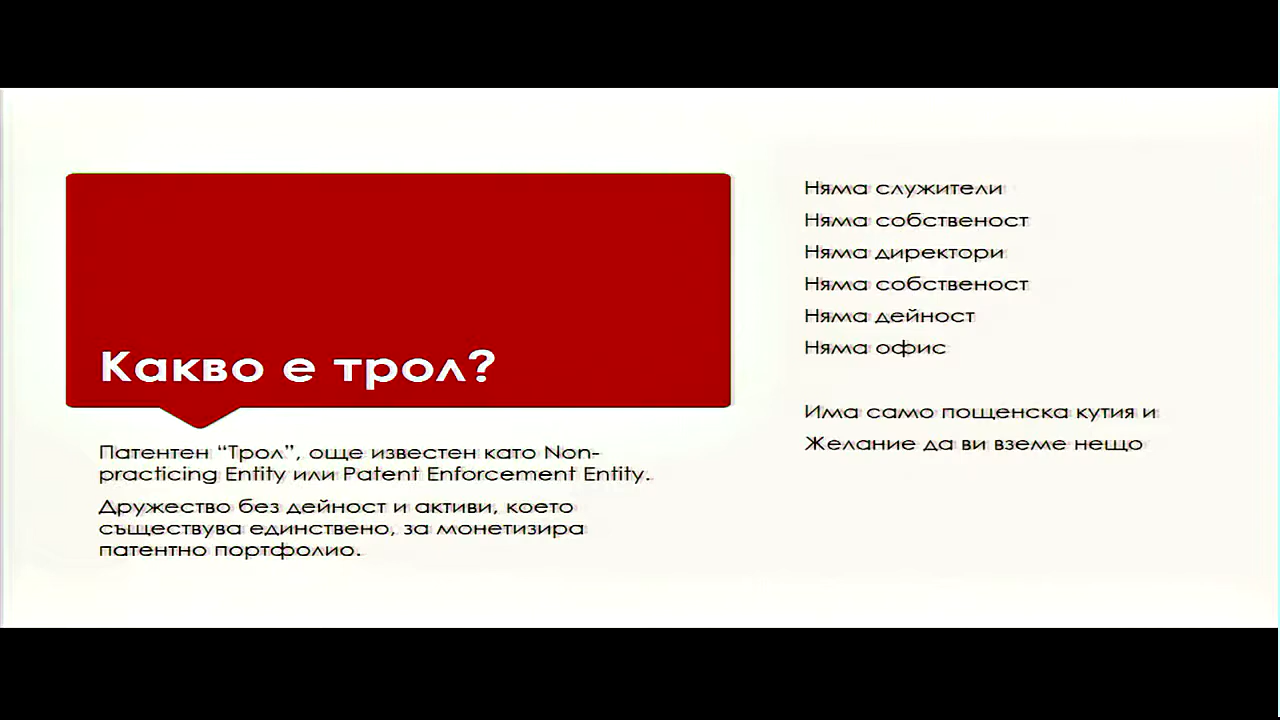 Какво е трол?
Патентен “Трол”, още известен като Non-
practicing Entity или Patent Enforcement Entity.
Дружество без дейност и активи, което
съществува единствено, за монетизира
патентно портфолио.
Няма служители
Няма собственост
Няма директори
Няма собственост
Няма дейност
Няма офис
Има само пощенска кутия и
Желание да ви вземе нещо